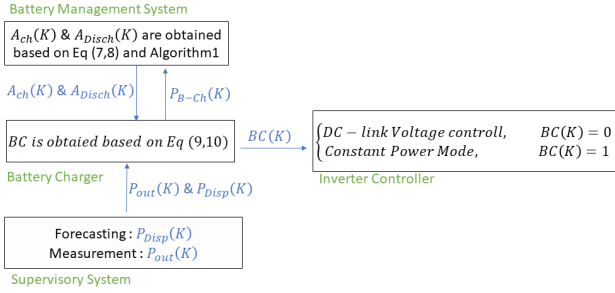 Battery Management System
A_ch(K) & A_Disch(K) are obtained
based on Eq (7,8) and Algorithm1
A_ch(K) & A_Disch(K)
P_B−Ch(K)
BC is obtaied based on Eq (9,10)
Battery Charger
BC(K)
{DC − link Voltage controll, BC(K) = 0
Constant Power Mode, BC(K) = 1
Inverter Controller
P_out(K) & P_Disp(K)
Forecasting : P_Disp(K)
Measurement : P_out(K)
Supervisory System